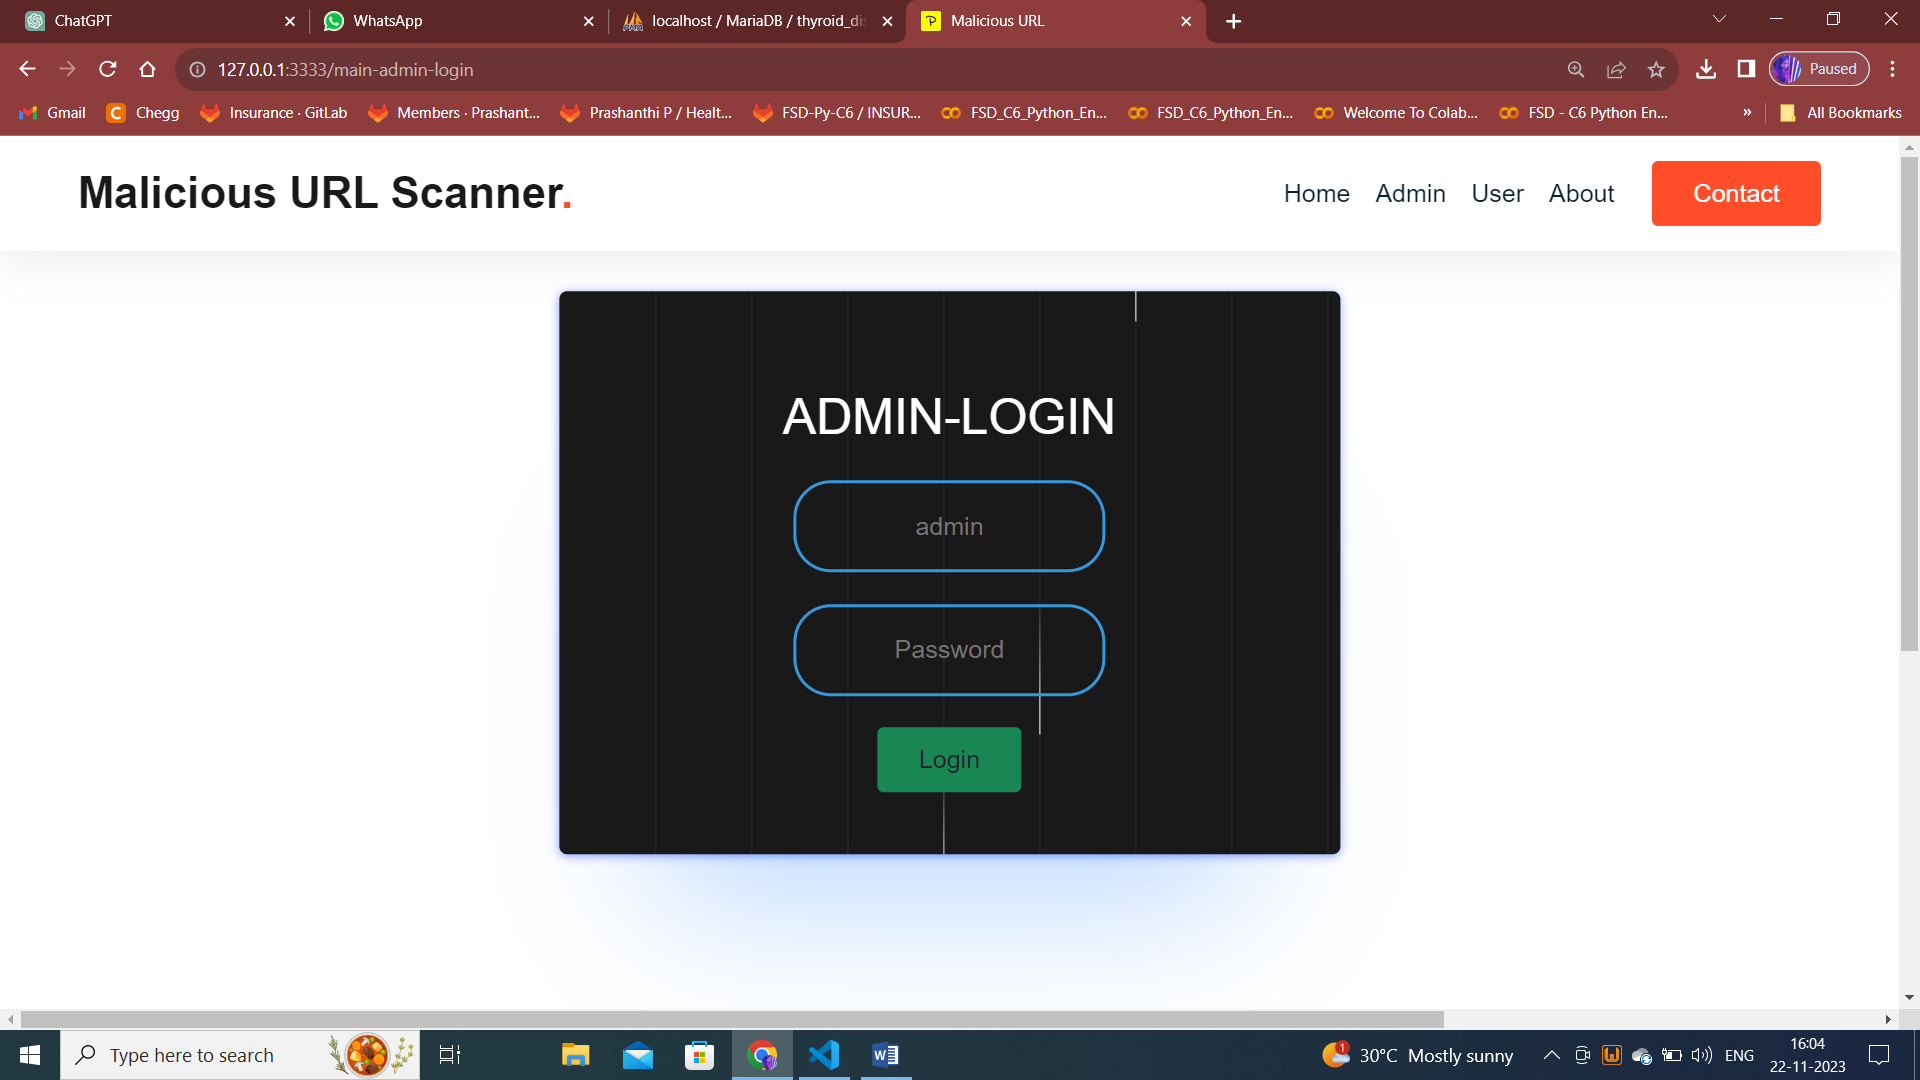 ChatGPT
WhatsApp
localhost / MariaDB / thyroid_dis
Malicious URL
127.0.0.1:3333/main-admin-login
Paused
Gmail
Chegg
Insurance · GitLab
Members · Prashant...
Prashanthi P / Healt...
FSD-Py-C6 / INSUR...
FSD_C6_Python_En...
FSD_C6_Python_En...
Welcome To Colab...
FSD - C6 Python En...
»
All Bookmarks
Malicious URL Scanner.
Home
Admin
User
About
Contact
ADMIN-LOGIN
admin
Password
Login
Type here to search
1
30°C Mostly sunny
ENG
16:04
22-11-2023